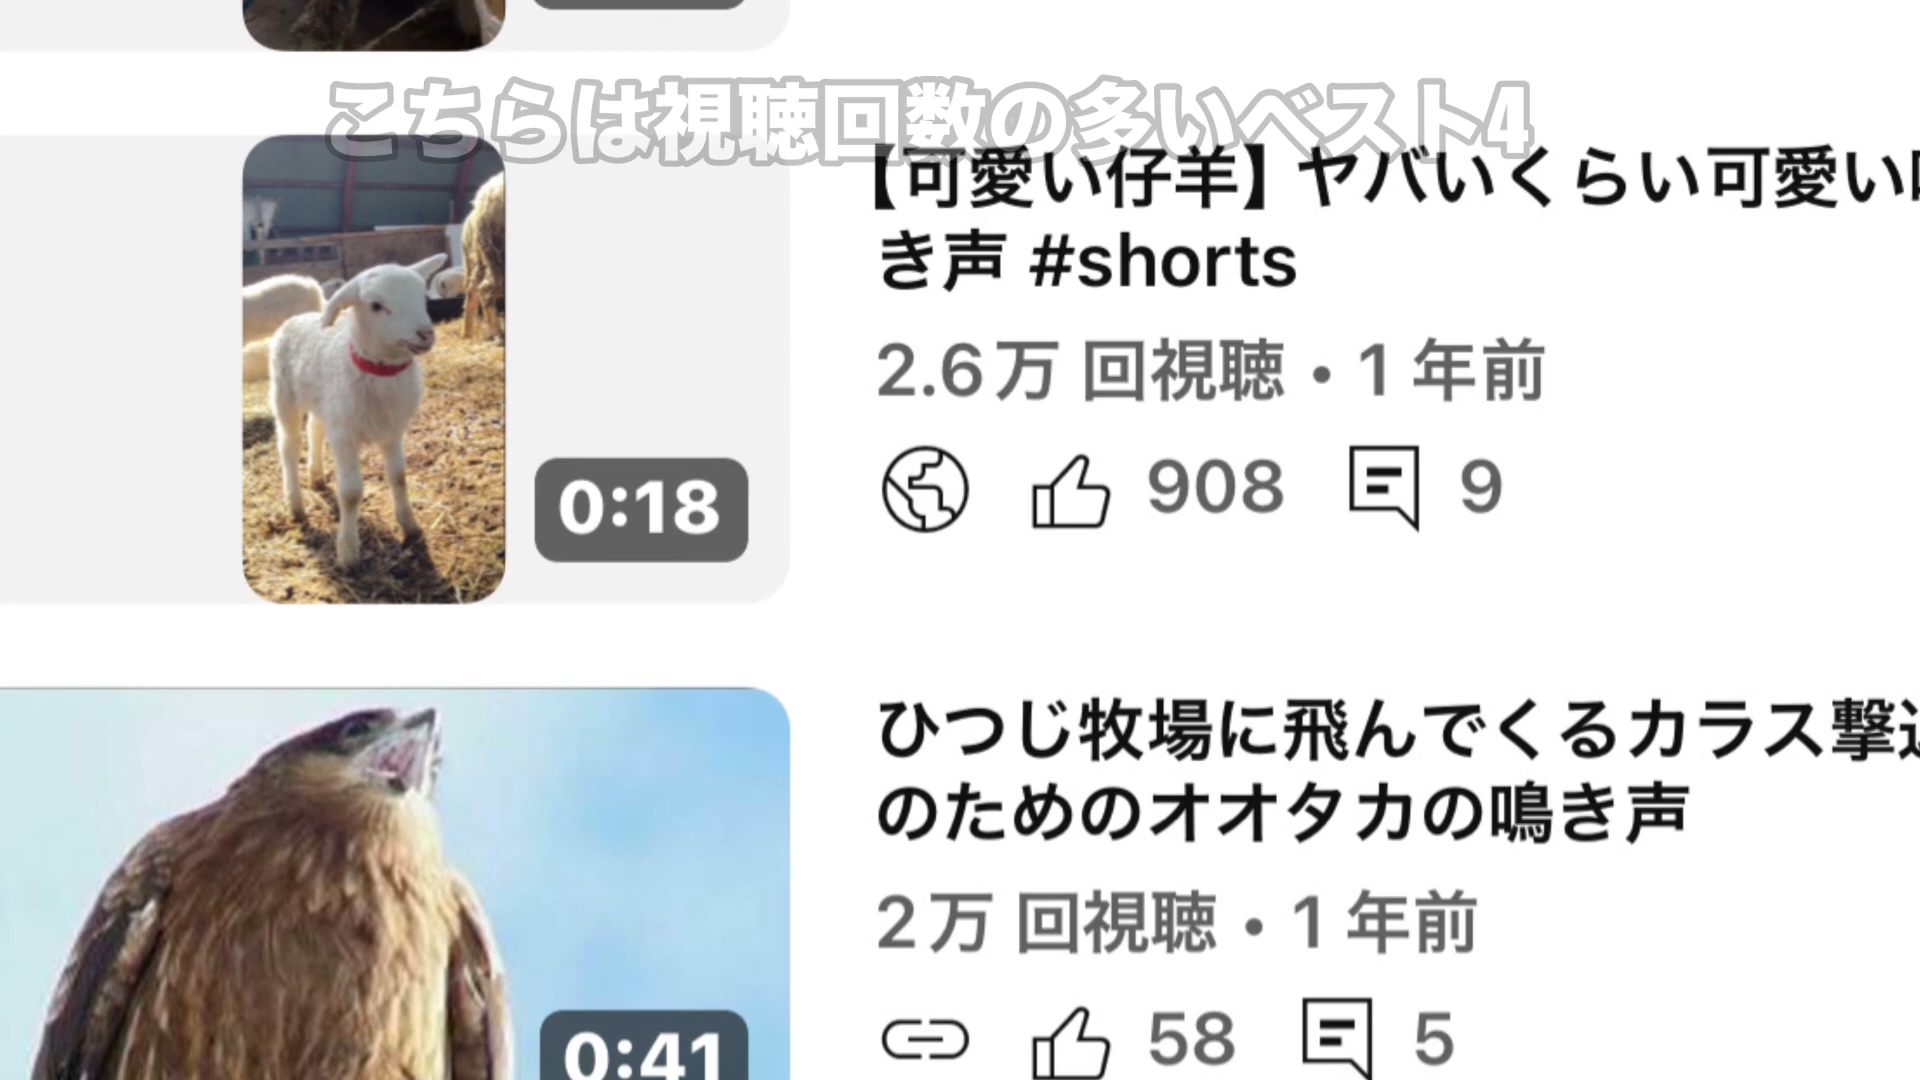 こちらは視聴回数の多いベスト4
【可愛い仔羊】ヤバいくらい可愛い
き声 #shorts
2.6万 回視聴・1 年前
0:18
908
9
ひつじ牧場に飛んでくるカラス撃
のためのオオタカの鳴き声
2万 回視聴・1 年前
0:41
58
5